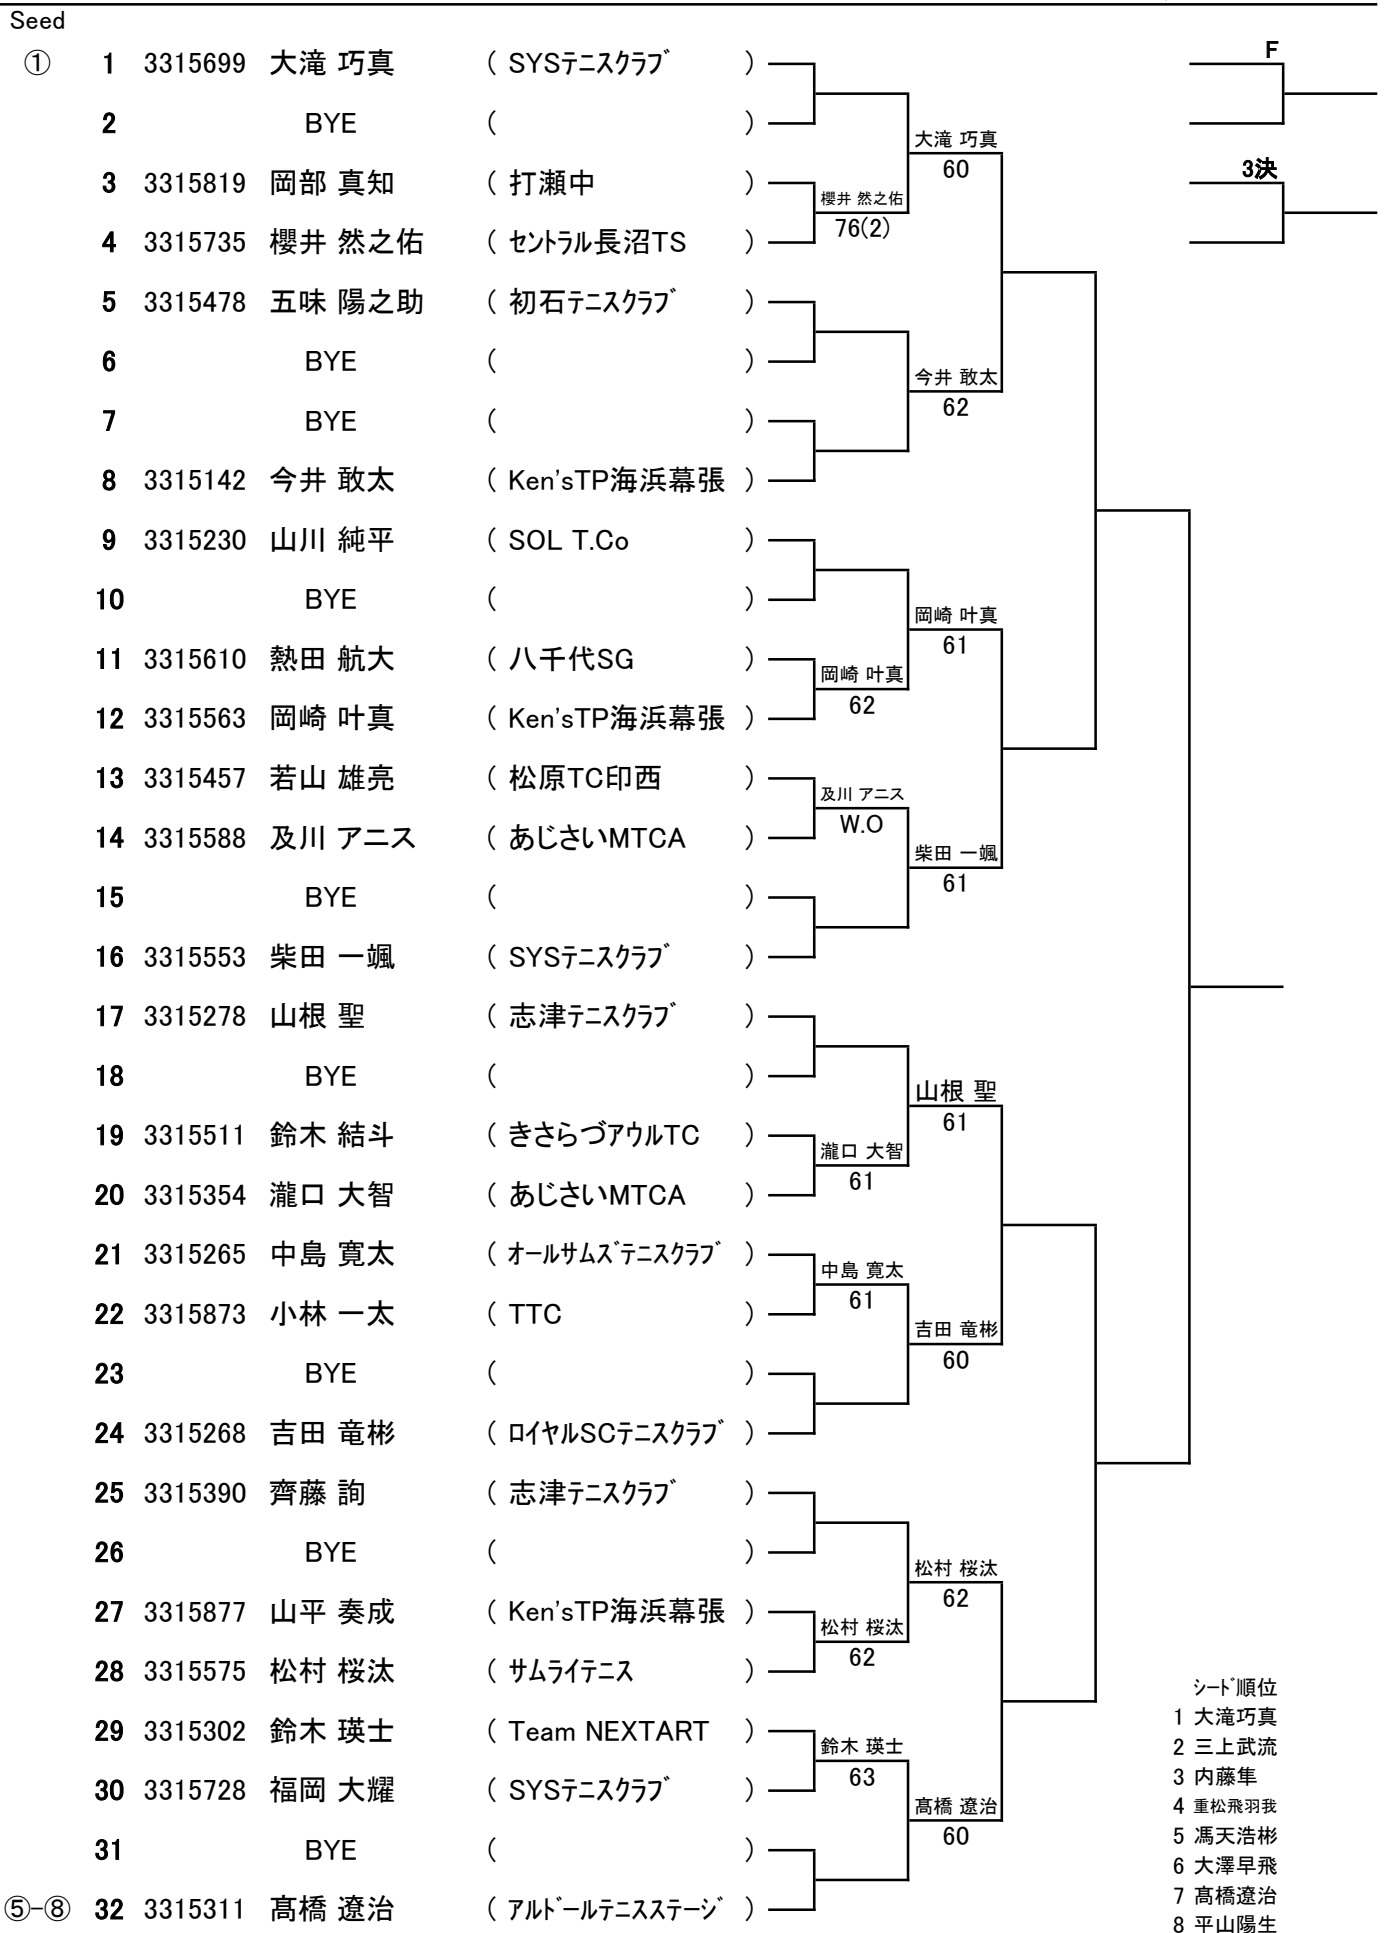 Seed
① 1 3315699 大滝 巧真 ( SYSﾃﾆｽｸﾗﾌﾞ ) F
2 BYE ( )
大滝 巧真
60
3 3315819 岡部 真知 ( 打瀬中 ) 3決
櫻井 然之佑
76(2)
4 3315735 櫻井 然之佑 ( ｾﾝﾄﾗﾙ長沼TS )
5 3315478 五味 陽之助 ( 初石ﾃﾆｽｸﾗﾌﾞ )
6 BYE ( )
今井 敢太
62
7 BYE ( )
8 3315142 今井 敢太 ( Ken'sTP海浜幕張 )
9 3315230 山川 純平 ( SOL T.Co )
10 BYE ( )
岡崎 叶真
61
11 3315610 熱田 航大 ( 八千代SG )
岡崎 叶真
62
12 3315563 岡崎 叶真 ( Ken'sTP海浜幕張 )
13 3315457 若山 雄亮 ( 松原TC印西 )
及川 アニス
W.O
14 3315588 及川 アニス ( あじさいMTCA )
柴田 一颯
61
15 BYE ( )
16 3315553 柴田 一颯 ( SYSﾃﾆｽｸﾗﾌﾞ )
17 3315278 山根 聖 ( 志津ﾃﾆｽｸﾗﾌﾞ )
18 BYE ( )
山根 聖
61
19 3315511 鈴木 結斗 ( きさらづｱｳﾙTC )
瀧口 大智
61
20 3315354 瀧口 大智 ( あじさいMTCA )
21 3315265 中島 寛太 ( ｵｰﾙｻﾑｽﾞﾃﾆｽｸﾗﾌﾞ )
中島 寛太
61
22 3315873 小林 一太 ( TTC )
吉田 竜彬
60
23 BYE ( )
24 3315268 吉田 竜彬 ( ﾛｲﾔﾙSCﾃﾆｽｸﾗﾌﾞ )
25 3315390 齊藤 詢 ( 志津ﾃﾆｽｸﾗﾌﾞ )
26 BYE ( )
松村 桜汰
62
27 3315877 山平 奏成 ( Ken'sTP海浜幕張 )
松村 桜汰
62
28 3315575 松村 桜汰 ( ｻﾑﾗｲﾃﾆｽ )
29 3315302 鈴木 瑛士 ( Team NEXTART )
鈴木 瑛士
63
30 3315728 福岡 大耀 ( SYSﾃﾆｽｸﾗﾌﾞ )
髙橋 遼治
60
31 BYE ( )
⑤-⑧ 32 3315311 髙橋 遼治 ( ｱﾙﾄﾞｰﾙﾃﾆｽｽﾃｰｼﾞ )
ｼｰﾄﾞ順位
1 大滝巧真
2 三上武流
3 内藤隼
4 重松飛羽我
5 馮天浩彬
6 大澤早飛
7 髙橋遼治
8 平山陽生